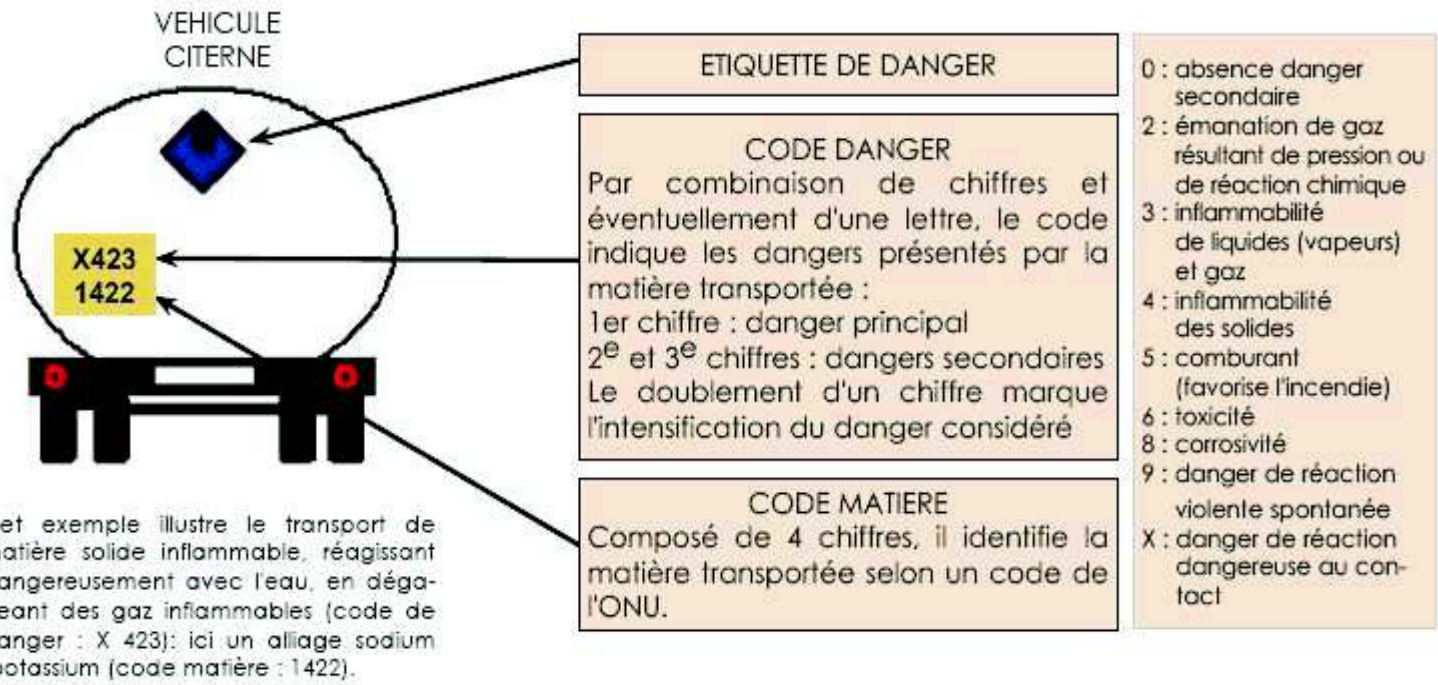 VEHICULE
CITERNE
X423
1422
et exemple illustre le transport de
atière solide inflammable, réagissant
angereusement avec l'eau, en déga-
eant des gaz inflammables (code de
anger : X 423): ici un alliage sodium
potassium (code matière : 1422).
ETIQUETTE DE DANGER
CODE DANGER
Par combinaison de chiffres et
éventuellement d'une lettre, le code
indique les dangers présentés par la
matière transportée :
1er chiffre : danger principal
2e et 3e chiffres : dangers secondaires
Le doublement d'un chiffre marque
l'intensification du danger considéré
CODE MATIERE
Composé de 4 chiffres, il identifie la
matière transportée selon un code de
l'ONU.
0 : absence danger
secondaire
2 : émanation de gaz
résultant de pression ou
de réaction chimique
3 : inflammabilité
de liquides (vapeurs)
et gaz
4 : inflammabilité
des solides
5 : comburant
(favorise l'incendie)
6 : toxicité
8 : corrosivité
9 : danger de réaction
violente spontanée
X : danger de réaction
dangereuse au con-
tact